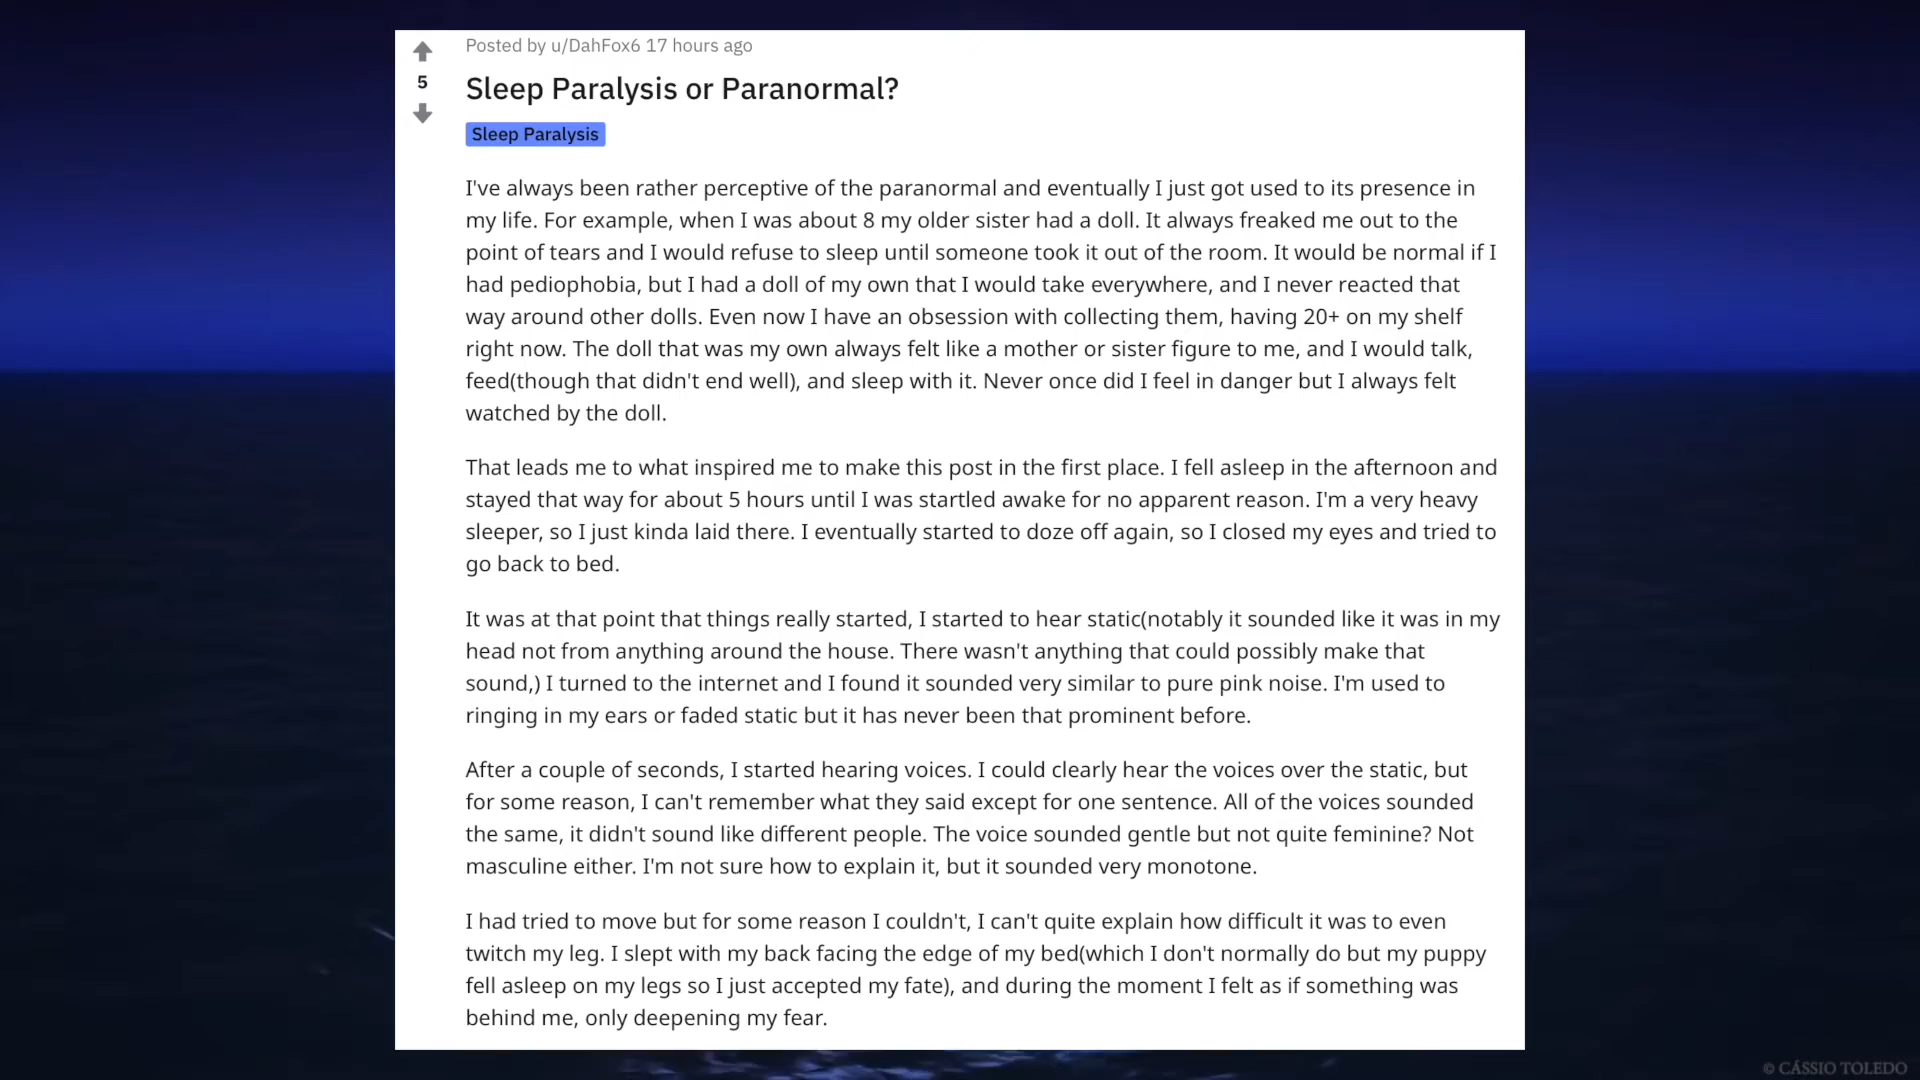 Posted by u/DahFox6 17 hours ago
5
Sleep Paralysis or Paranormal?
Sleep Paralysis
I've always been rather perceptive of the paranormal and eventually I just got used to its presence in
my life. For example, when I was about 8 my older sister had a doll. It always freaked me out to the
point of tears and I would refuse to sleep until someone took it out of the room. It would be normal if I
had pediophobia, but I had a doll of my own that I would take everywhere, and I never reacted that
way around other dolls. Even now I have an obsession with collecting them, having 20+ on my shelf
right now. The doll that was my own always felt like a mother or sister figure to me, and I would talk,
feed(though that didn't end well), and sleep with it. Never once did I feel in danger but I always felt
watched by the doll.
That leads me to what inspired me to make this post in the first place. I fell asleep in the afternoon and
stayed that way for about 5 hours until I was startled awake for no apparent reason. I'm a very heavy
sleeper, so I just kinda laid there. I eventually started to doze off again, so I closed my eyes and tried to
go back to bed.
It was at that point that things really started, I started to hear static(notably it sounded like it was in my
head not from anything around the house. There wasn't anything that could possibly make that
sound,) I turned to the internet and I found it sounded very similar to pure pink noise. I'm used to
ringing in my ears or faded static but it has never been that prominent before.
After a couple of seconds, I started hearing voices. I could clearly hear the voices over the static, but
for some reason, I can't remember what they said except for one sentence. All of the voices sounded
the same, it didn't sound like different people. The voice sounded gentle but not quite feminine? Not
masculine either. I'm not sure how to explain it, but it sounded very monotone.
I had tried to move but for some reason I couldn't, I can't quite explain how difficult it was to even
twitch my leg. I slept with my back facing the edge of my bed(which I don't normally do but my puppy
fell asleep on my legs so I just accepted my fate), and during the moment I felt as if something was
behind me, only deepening my fear.
© CÁSSIO TOLEDO